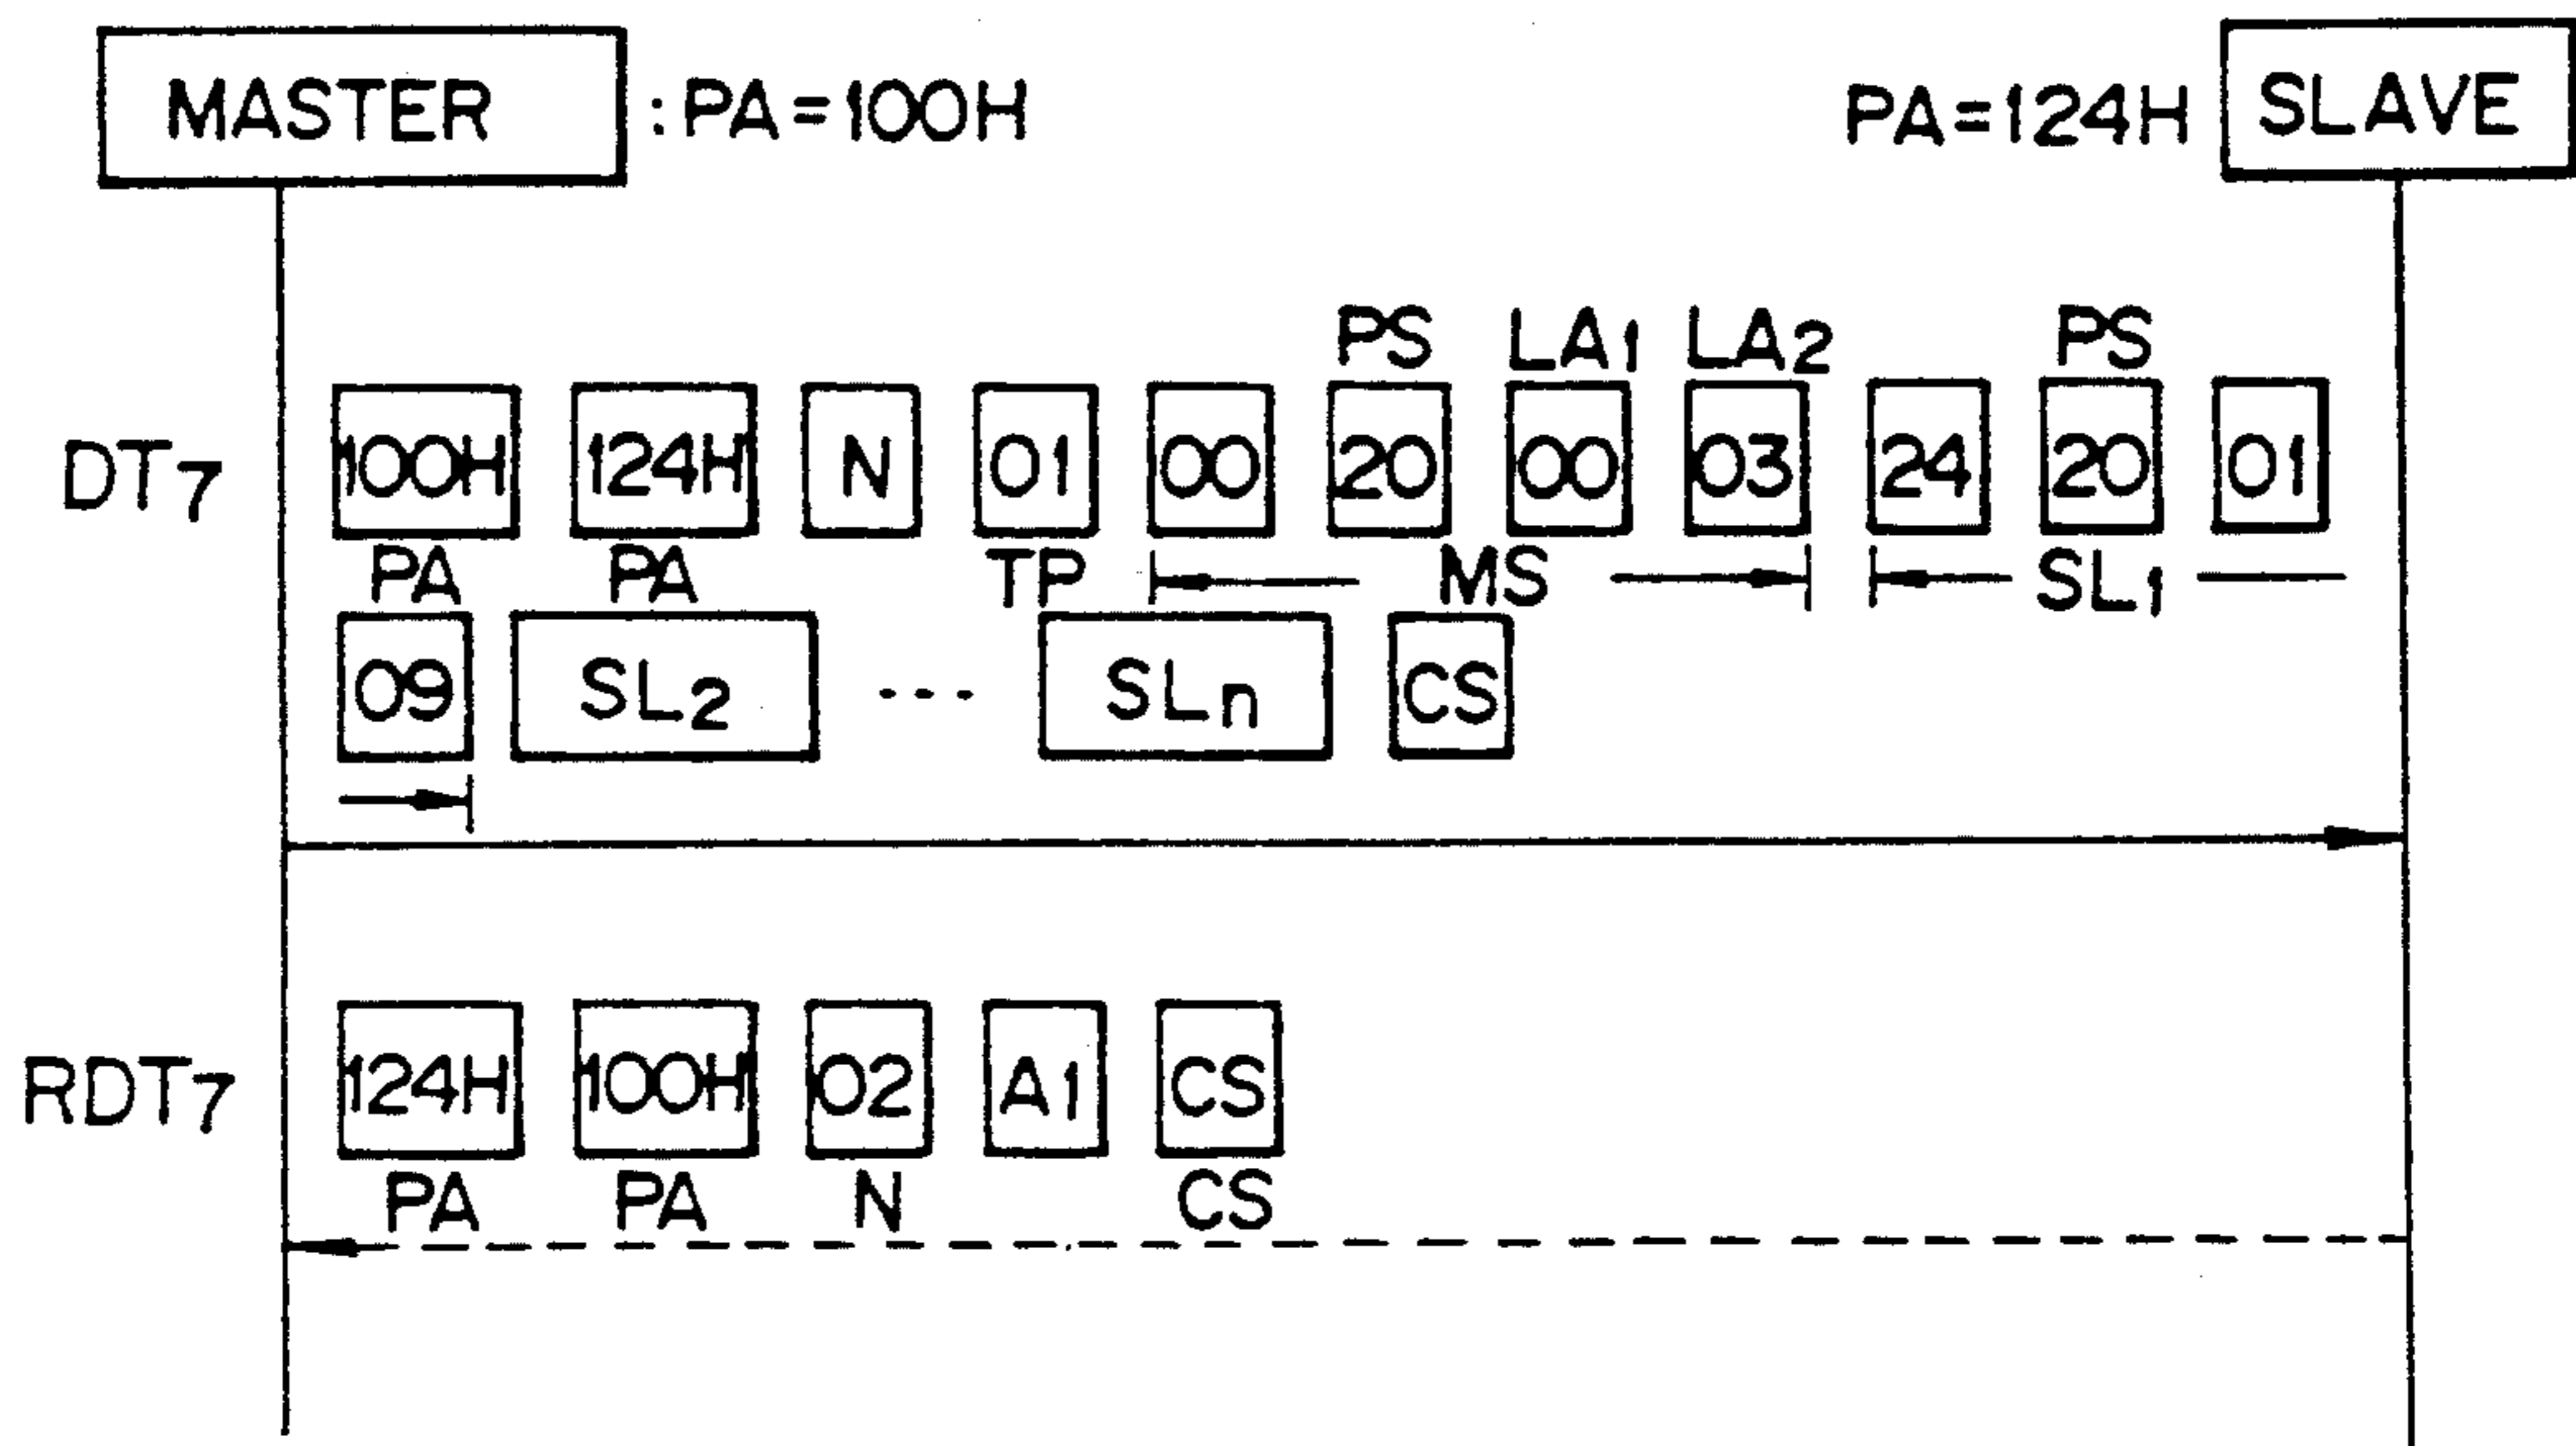 MASTER : PA=100H PA=124H SLAVE
PS LA1 LA2 PS
DT7 100H 124H N 01 00 20 00 03 24 20 01
PA PA TP MS SL1
09 SL2 ... SLn CS
RDT7 124H 100H 02 A1 CS
PA PA N CS